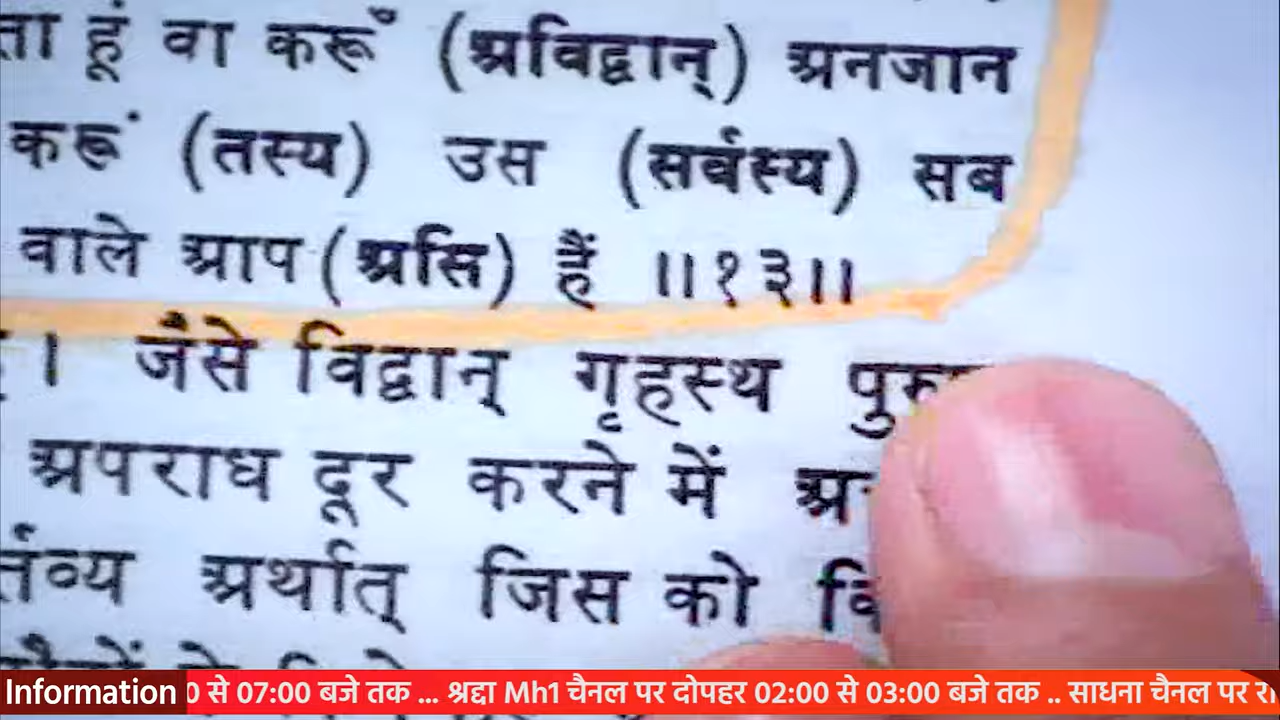 ता हूं वा करूँ (अविद्वान्) अनजान
करूं (तस्य) उस (सर्वस्य) सब
वाले आप (असि) हैं ॥१३॥
। जैसे विद्वान् गृहस्थ
अपराध दूर करने में
अर्थात् जिस को
Information
0 से 07:00 बजे तक ... श्रद्दा Mh1 चैनल पर दोपहर 02:00 से 03:00 बजे तक .. साधना चैनल पर